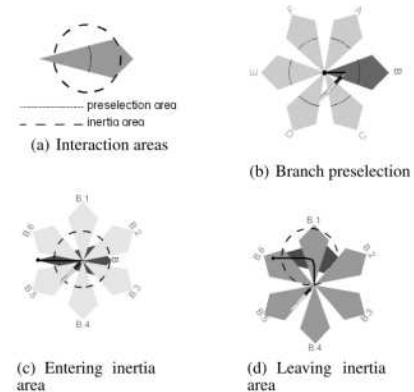 preselection area
inertia area
(a) Interaction areas
F
A
E
B
D
C
(b) Branch preselection
B.1
B.6
B.2
B
B.5
B.3
B.4
(c) Entering inertia
area
B.1
B.6
B.2
B.3
B.4
(d) Leaving inertia
area